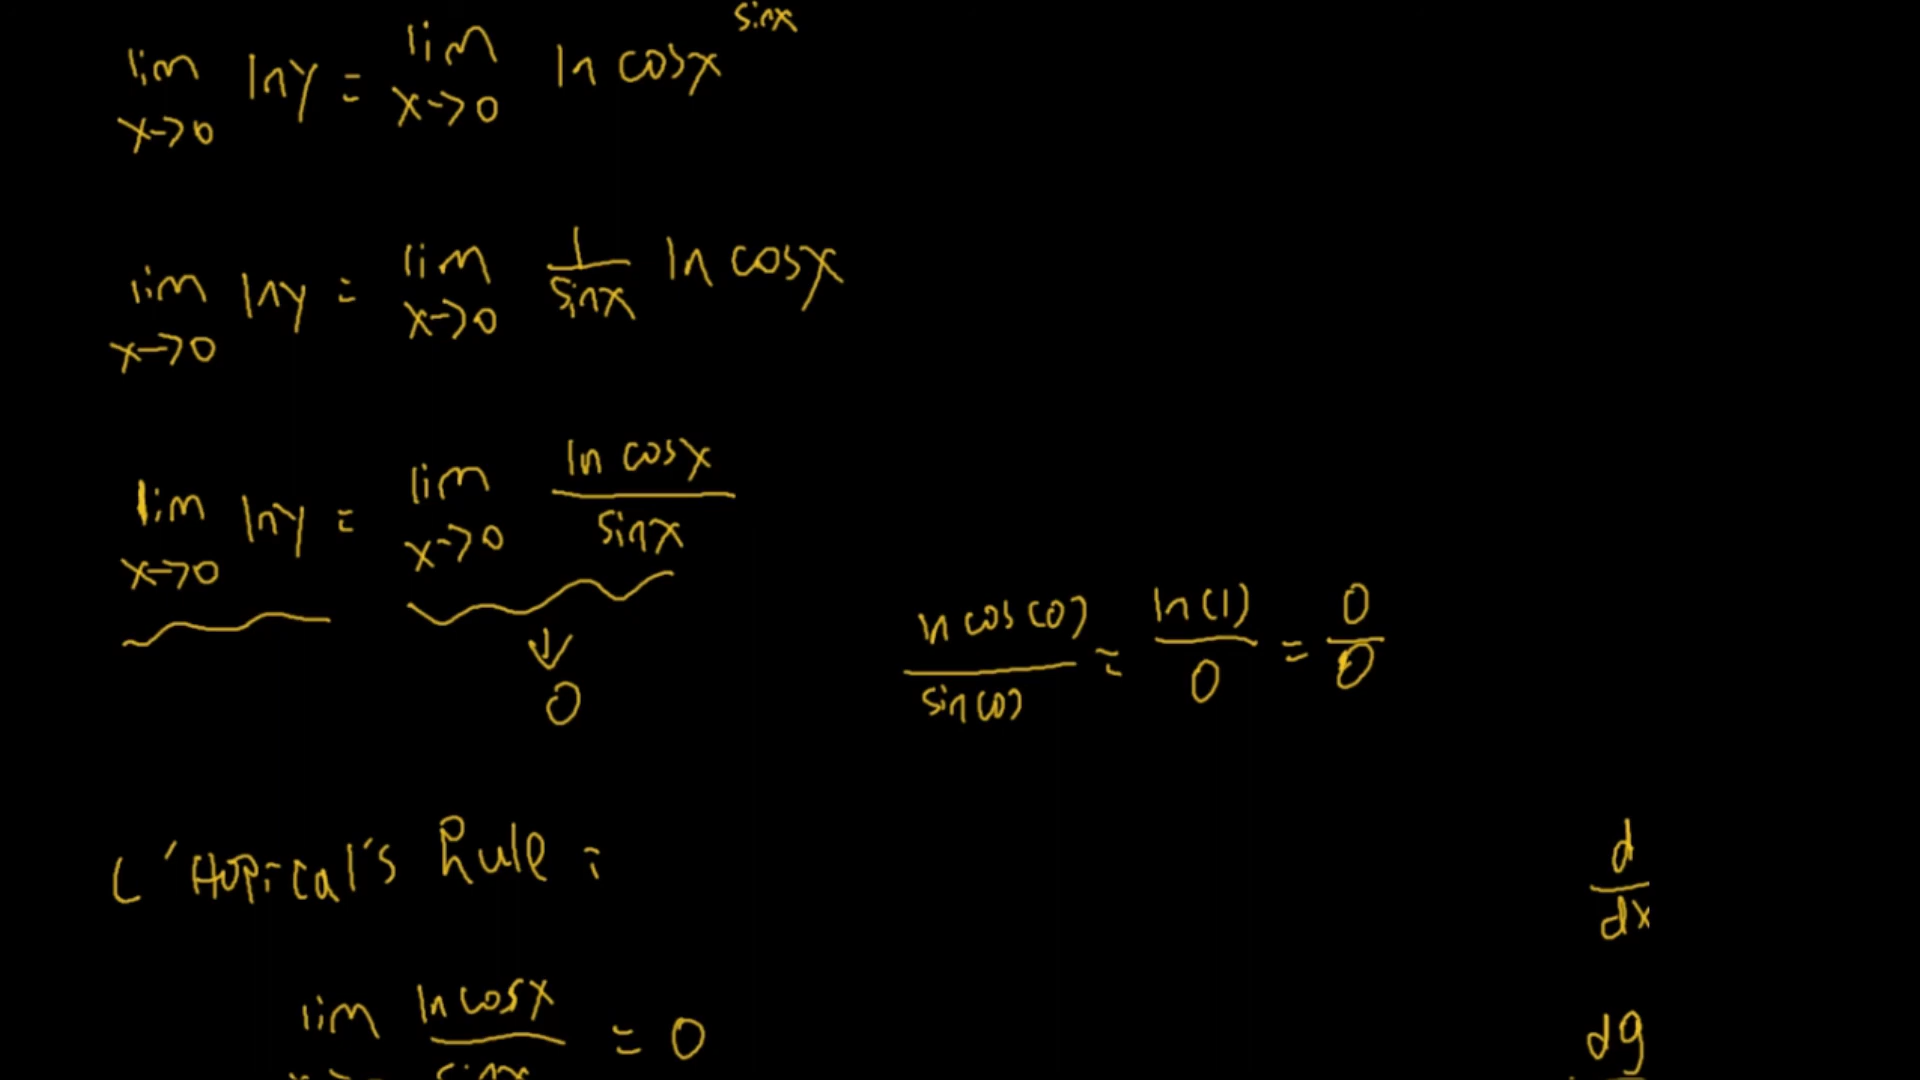 lim x→0 ln y = lim x→0 ln cosx^sinx
lim x→0 ln y = lim x→0 1/sinx ln cosx
lim x→0 ln y = lim x→0 ln cosx/sinx
↓
0
ln cos(0)/sin(0) = ln(1)/0 = 0/0
L'Hopical's Rule :
d/dx
lim ln cosx/sinx = 0
dg